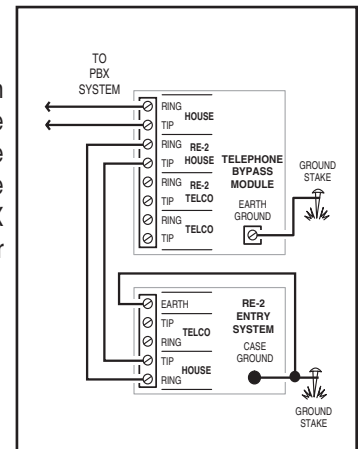 TO
PBX
SYSTEM
RING
HOUSE
TIP
RING
RE-2
TIP
HOUSE
RING
RE-2
TIP
TELCO
RING
TELCO
TIP
TELEPHONE
BYPASS
MODULE
EARTH
GROUND
GROUND
STAKE
EARTH
TIP
TELCO
RING
TIP
HOUSE
RING
RE-2
ENTRY
SYSTEM
CASE
GROUND
GROUND
STAKE